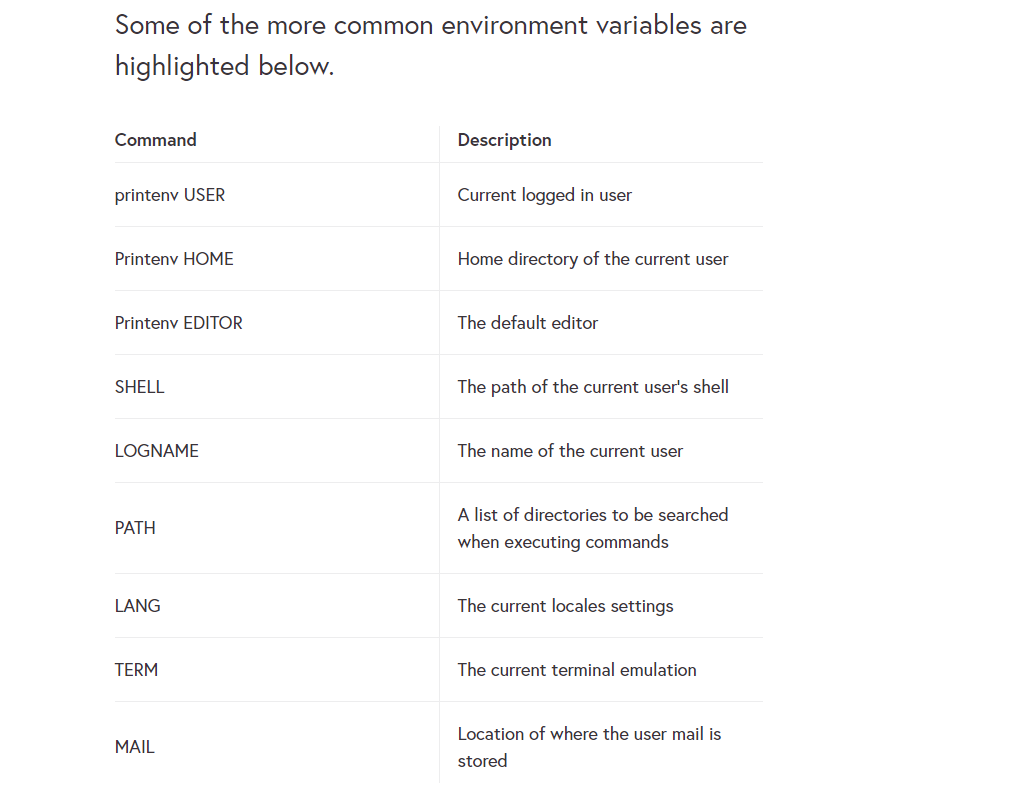 Some of the more common environment variables are
highlighted below.
Command Description
printenv USER Current logged in user
Printenv HOME Home directory of the current user
Printenv EDITOR The default editor
SHELL The path of the current user's shell
LOGNAME The name of the current user
PATH A list of directories to be searched
when executing commands
LANG The current locales settings
TERM The current terminal emulation
MAIL Location of where the user mail is
stored